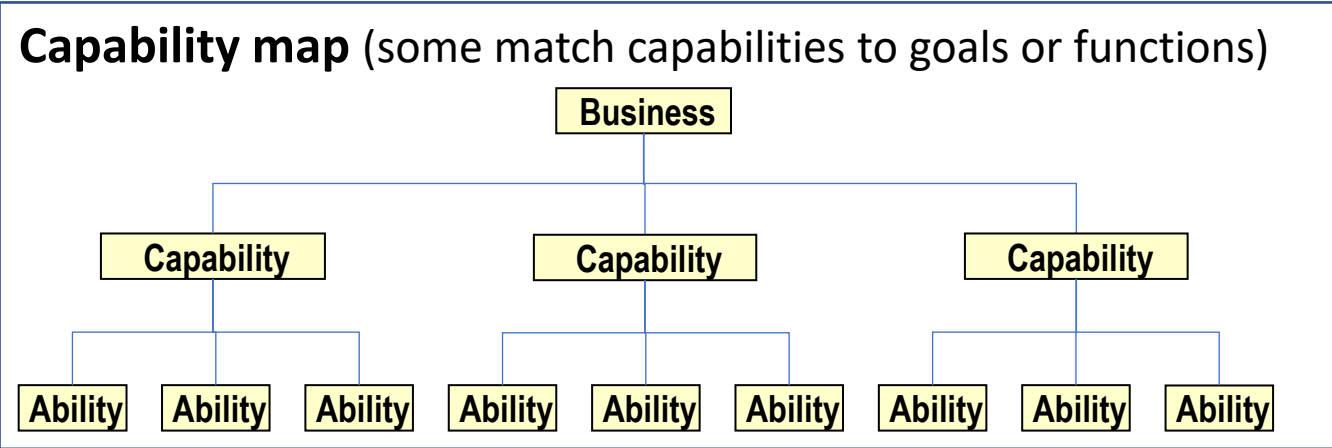 Capability map (some match capabilities to goals or functions)
Business
Capability Capability Capability
Ability Ability Ability Ability Ability Ability Ability Ability Ability